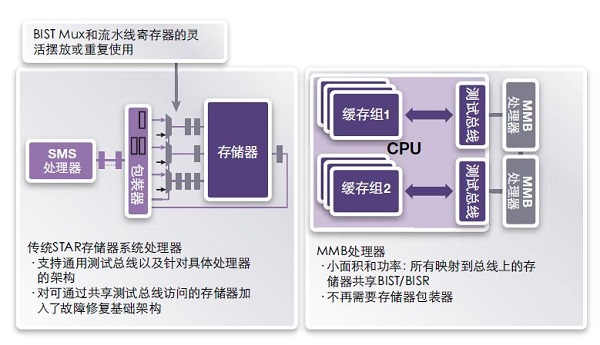 BIST Mux和流水线寄存器的灵
活摆放或重复使用
SMS
处理器
包装器
存储器
传统STAR存储器系统处理器
·支持通用测试总线以及针对具体处理器
的架构
·对可通过共享测试总线访问的存储器加
入了故障修复基础架构
缓存组1
测试总线
MMB
处理器
CPU
缓存组2
测试总线
MMB
处理器
MMB处理器
·小面积和功率: 所有映射到总线上的存
储器共享BIST/BISR
·不再需要存储器包装器